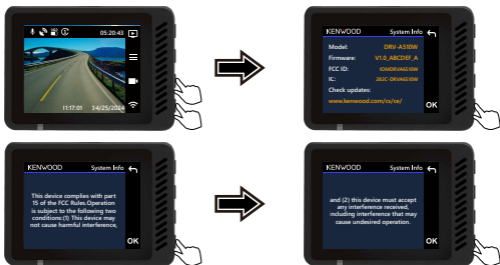 05:20:43
11:17:01 34/25/2024
KENWOOD System Info
Model: DRV-A510W
Firmware: V1.0_ABCDEF_A
FCC ID: IOMDRVA510W
IC: 282C-DRVA510W
Check updates:
www.kenwood.com/cs/ce/
OK
KENWOOD System Info
This device complies with part
15 of the FCC Rules.Operation
is subject to the following two
conditions:(1) This device may
not cause harmful interference,
OK
KENWOOD System Info
and (2) this device must accept
any interference received,
including interference that may
cause undesired operation.
OK